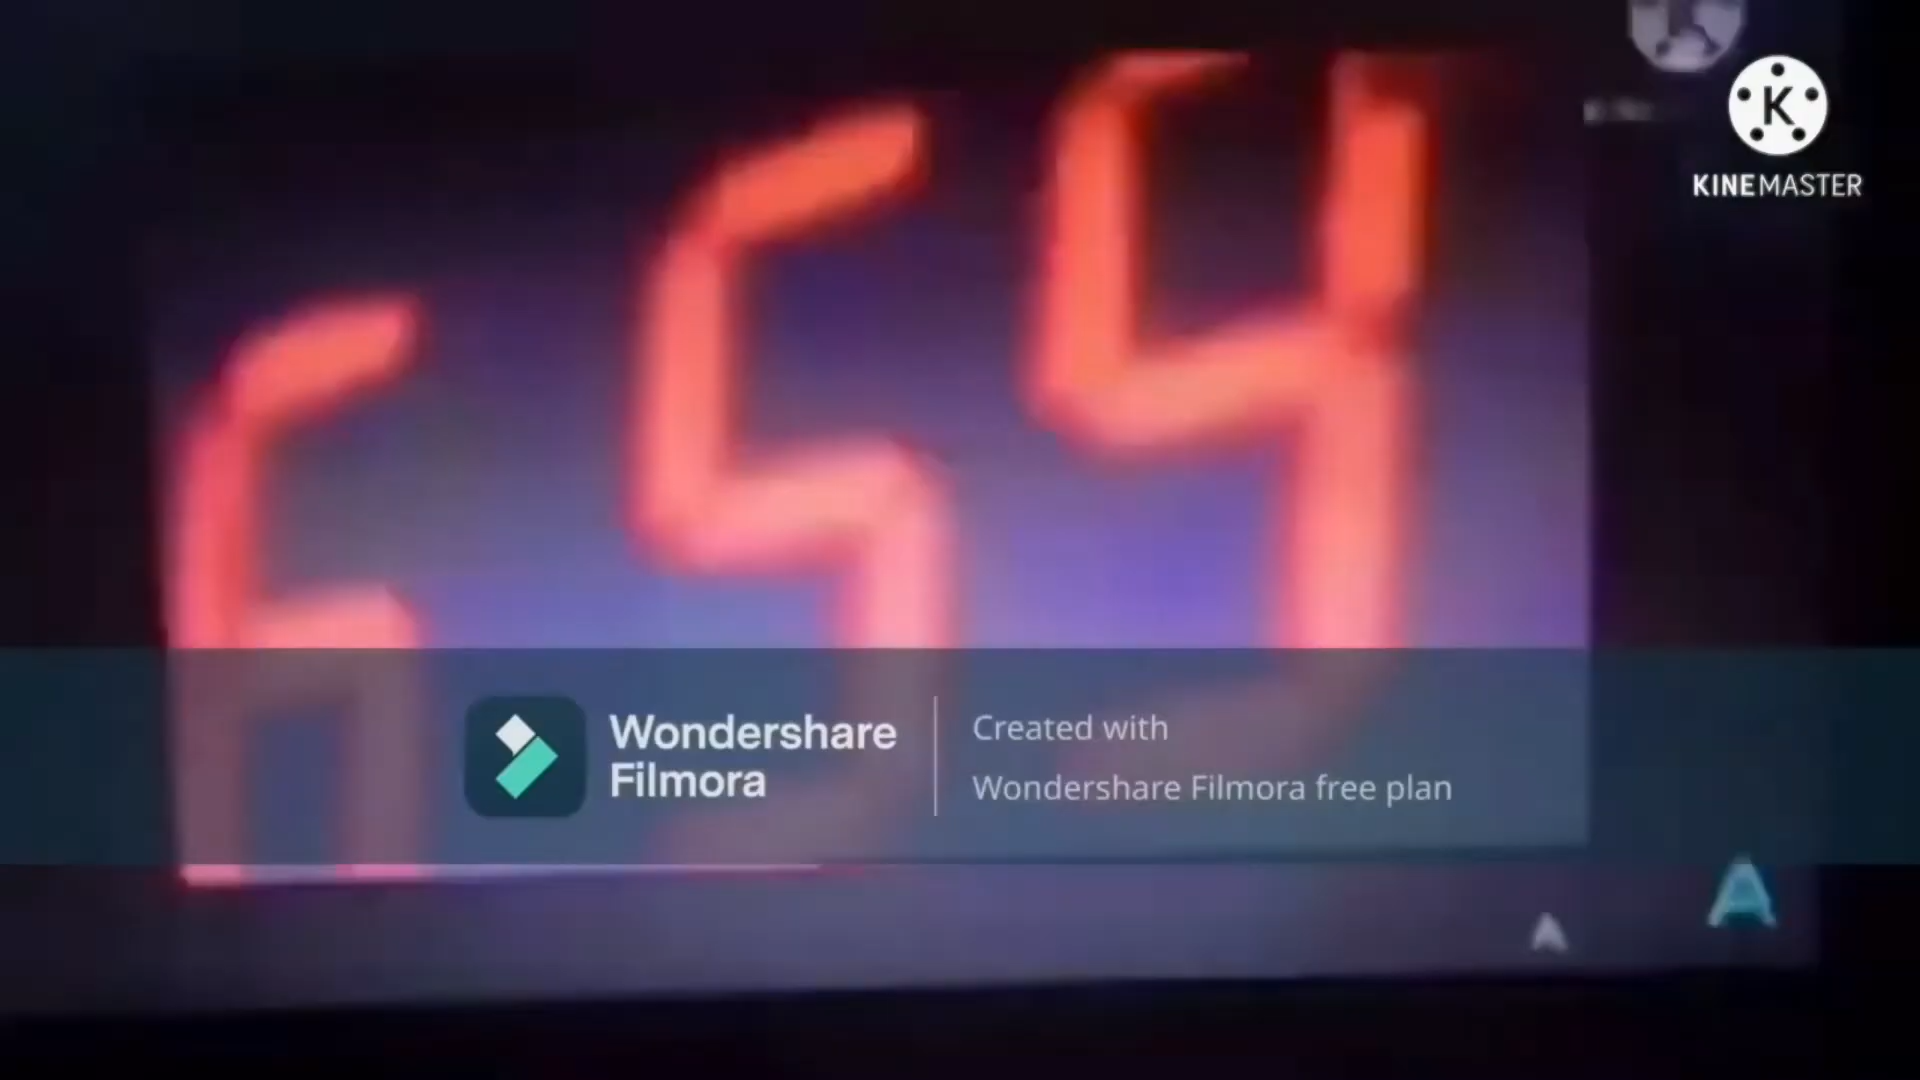 654
K
KINEMASTER
Wondershare
Filmora
Created with
Wondershare Filmora free plan
A
A